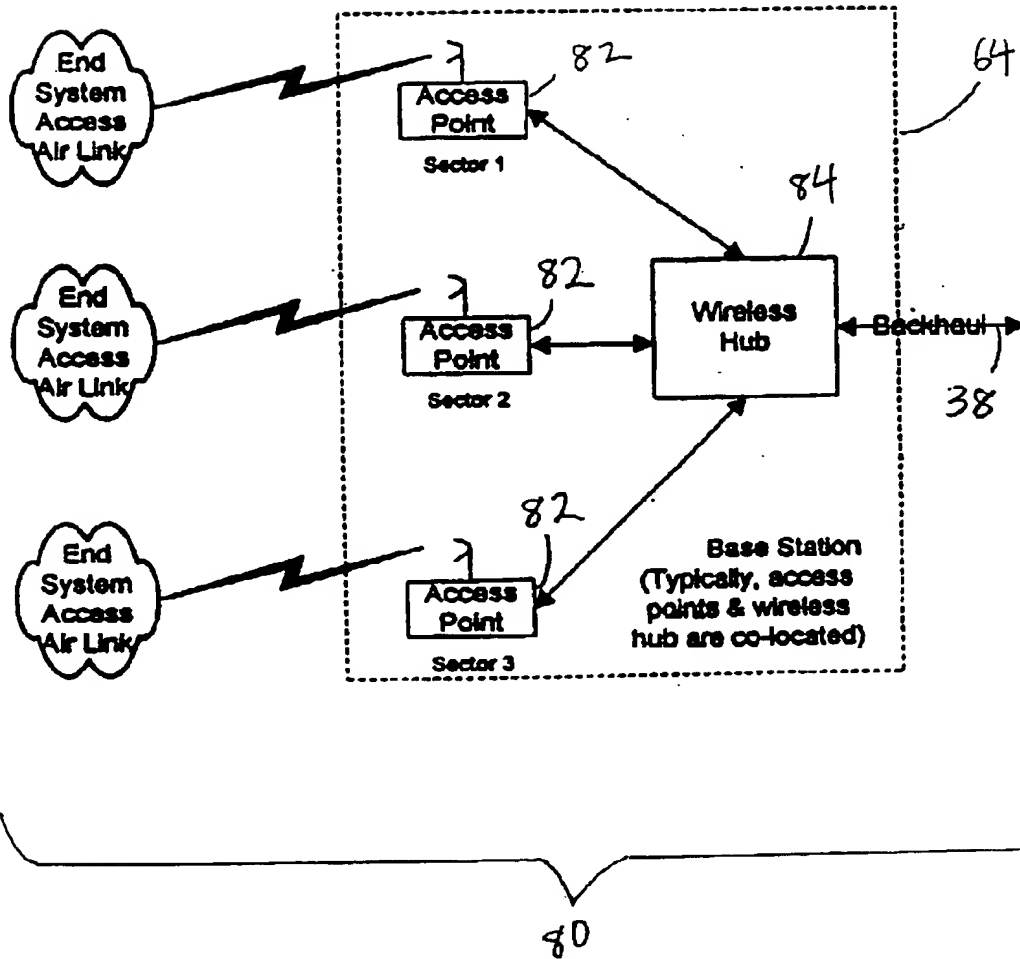 End
System
Access
Air Link
Access
Point
Sector 1
82
64
End
System
Access
Air Link
Access
Point
Sector 2
82
Wireless
Hub
84
Backhaul
38
End
System
Access
Air Link
Access
Point
Sector 3
82
Base Station
(Typically, access
points & wireless
hub are co-located)
80